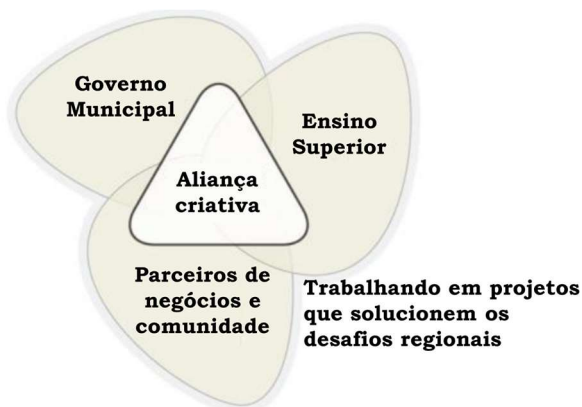 Governo
Municipal
Ensino
Superior
Aliança
criativa
Parceiros de
negócios e
comunidade
Trabalhando em projetos
que solucionem os
desafios regionais